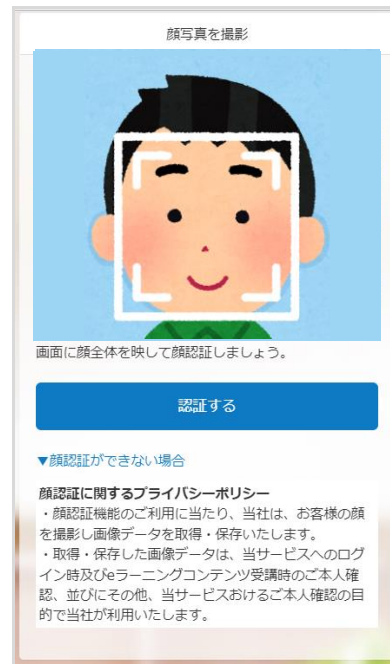 顔写真を撮影
画面に顔全体を映して顔認証しましょう。
認証する
▼顔認証ができない場合
顔認証に関するプライバシーポリシー
・顔認証機能のご利用に当たり、当社は、お客様の顔
を撮影し画像データを取得・保存いたします。
・取得・保存した画像データは、当サービスへのログ
イン時及びeラーニングコンテンツ受講時のご本人確
認、並びにその他、当サービスおけるご本人確認の目
的で当社が利用いたします。